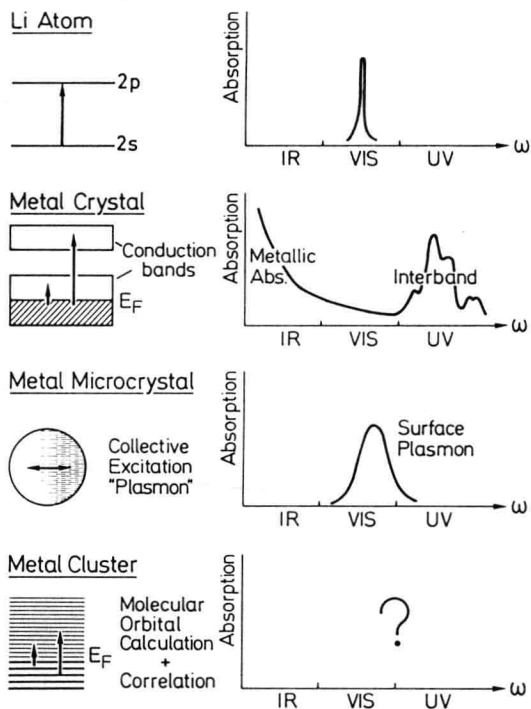 Li Atom
2p
2s
Absorption
IR VIS UV ω
Metal Crystal
Conduction
bands
E_F
Absorption
Metallic
Abs.
Interband
IR VIS UV ω
Metal Microcrystal
Collective
Excitation
"Plasmon"
Absorption
Surface
Plasmon
IR VIS UV ω
Metal Cluster
E_F
Molecular
Orbital
Calculation
+
Correlation
Absorption
?
IR VIS UV ω